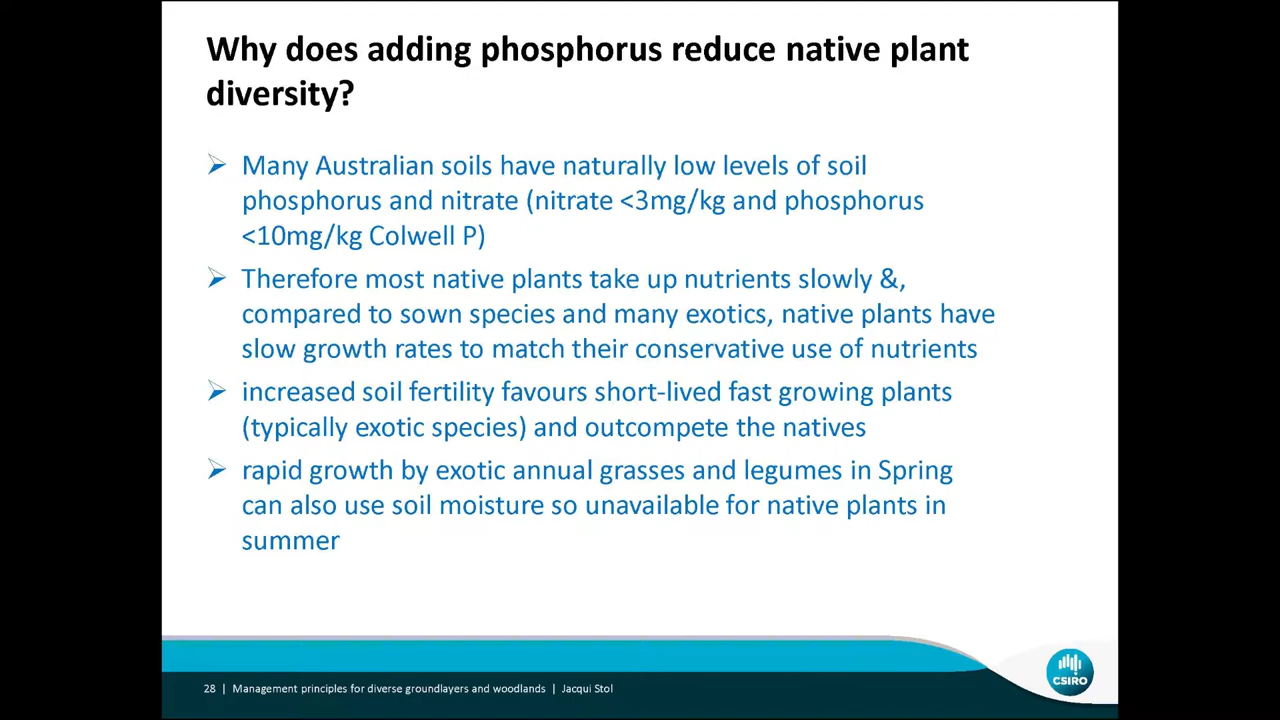 Why does adding phosphorus reduce native plant
diversity?
Many Australian soils have naturally low levels of soil
phosphorus and nitrate (nitrate <3mg/kg and phosphorus
<10mg/kg Colwell P)
Therefore most native plants take up nutrients slowly &,
compared to sown species and many exotics, native plants have
slow growth rates to match their conservative use of nutrients
increased soil fertility favours short-lived fast growing plants
(typically exotic species) and outcompete the natives
rapid growth by exotic annual grasses and legumes in Spring
can also use soil moisture so unavailable for native plants in
summer
28 | Management principles for diverse groundlayers and woodlands | Jacqui Stol
CSIRO